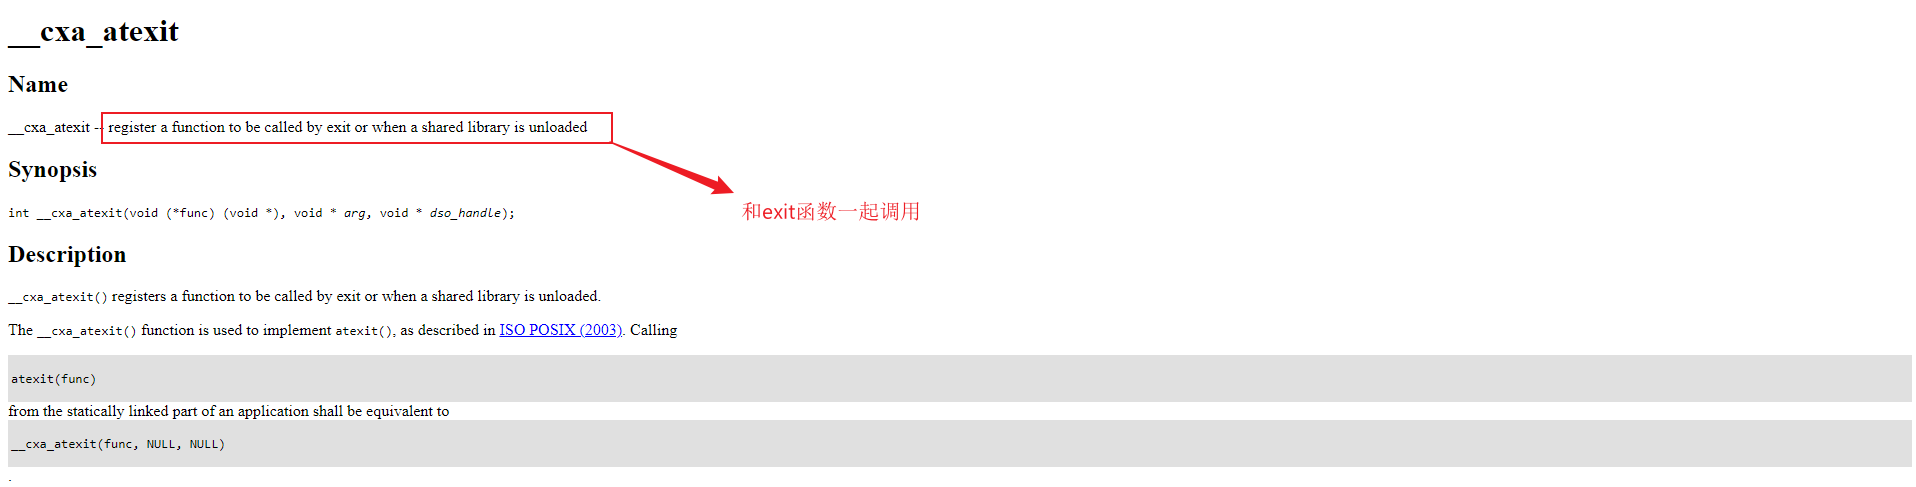 __cxa_atexit
Name
__cxa_atexit -- register a function to be called by exit or when a shared library is unloaded
Synopsis
int __cxa_atexit(void (*func) (void *), void * arg, void * dso_handle);
和exit函数一起调用
Description
__cxa_atexit() registers a function to be called by exit or when a shared library is unloaded.
The __cxa_atexit() function is used to implement atexit(), as described in ISO POSIX (2003). Calling
atexit(func)
from the statically linked part of an application shall be equivalent to
__cxa_atexit(func, NULL, NULL)
.